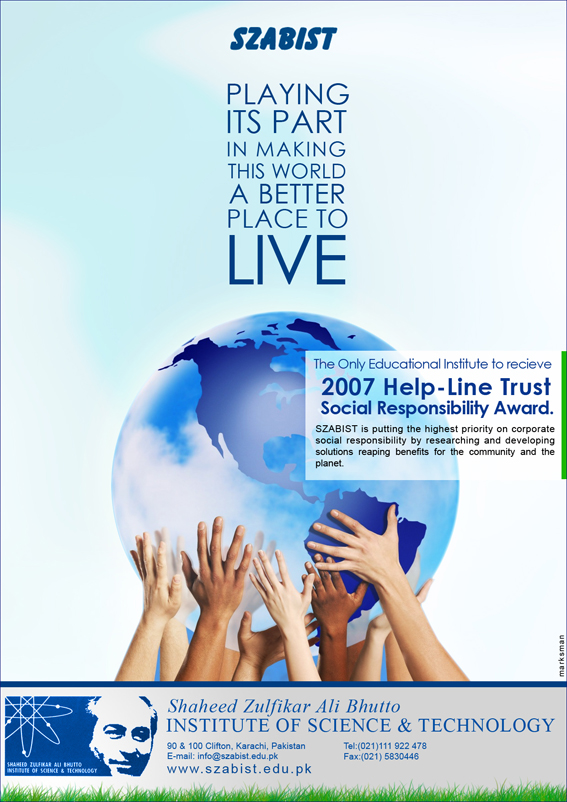 SZABIST
PLAYING
ITS PART
IN MAKING
THIS WORLD
A BETTER
PLACE TO
LIVE
The Only Educational Institute to recieve
2007 Help-Line Trust
Social Responsibility Award.
SZABIST is putting the highest priority on corporate
social responsibility by researching and developing
solutions reaping benefits for the community and the
planet.
marksman
SHAHEED ZULFIKAR ALI BHUTTO
INSTITUTE OF SCIENCE & TECHNOLOGY
Shaheed Zulfikar Ali Bhutto
INSTITUTE OF SCIENCE & TECHNOLOGY
90 & 100 Clifton, Karachi, Pakistan
E-mail: info@szabist.edu.pk
Tel:(021)111 922 478
Fax:(021) 5830446
www.szabist.edu.pk